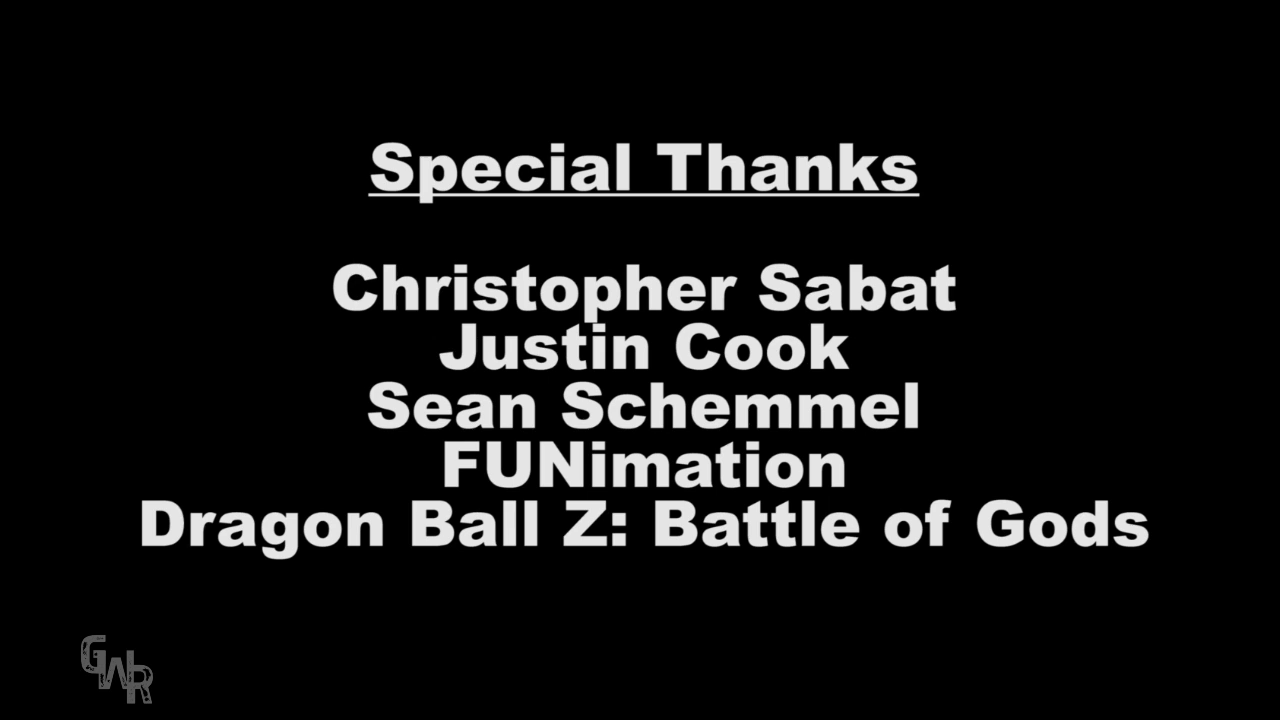 Special Thanks
Christopher Sabat
Justin Cook
Sean Schemmel
FUNimation
Dragon Ball Z: Battle of Gods
GWR